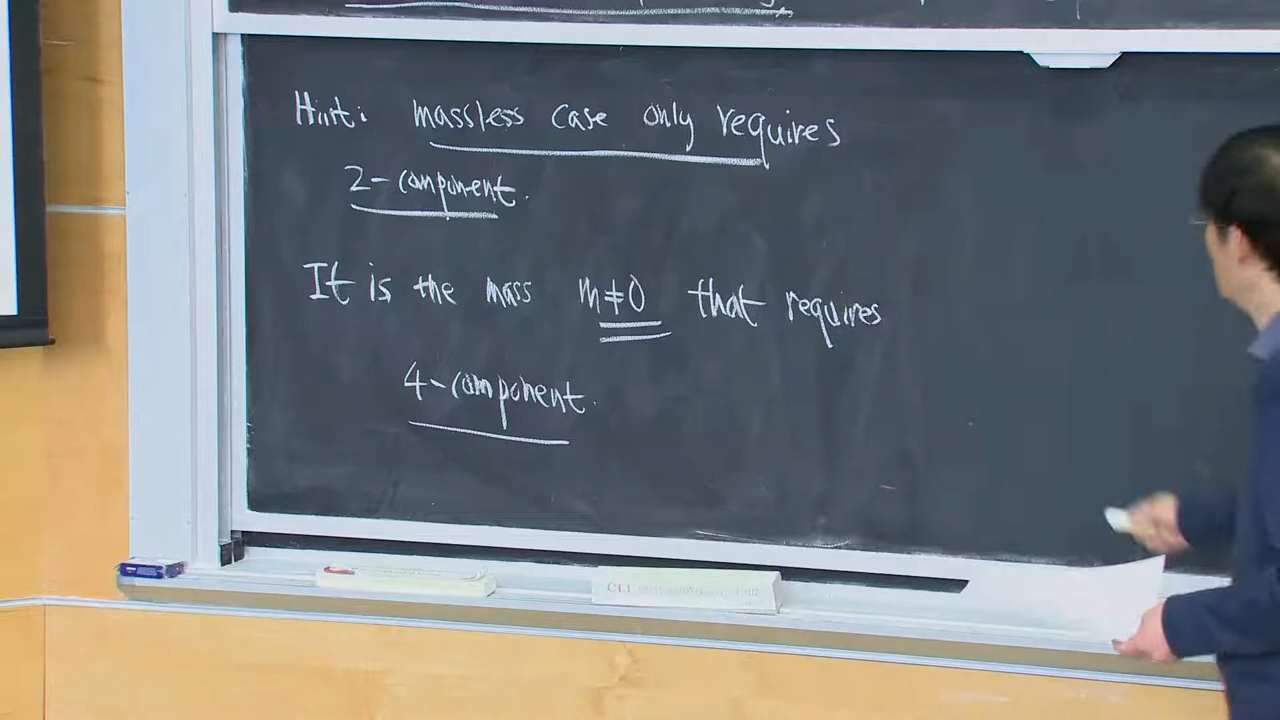 Hint: massless case only requires
2-component.
It is the mass m≠0 that requires
4-component.